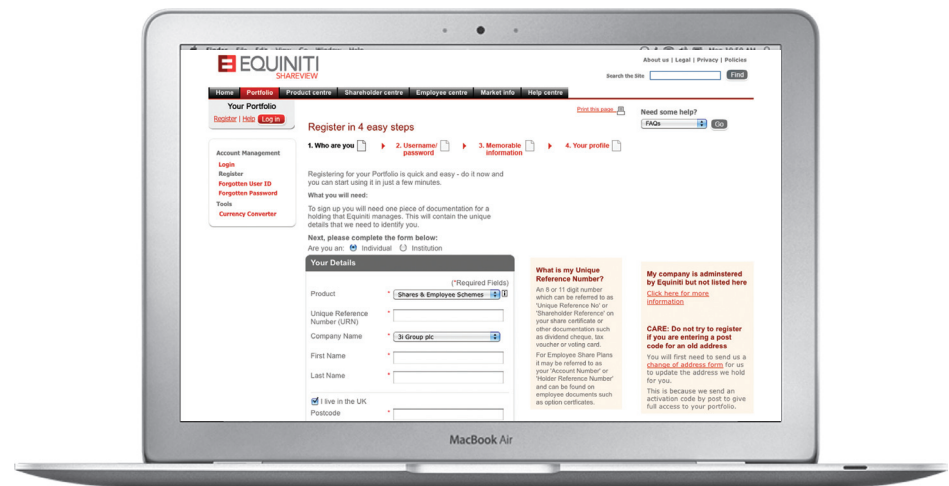 Finder File Edit View Go Window Help
Mon 10:50 AM
EQUINITI
SHAREVIEW
About us | Legal | Privacy | Policies
Search the Site
Find
Home Portfolio Product centre Shareholder centre Employee centre Market info Help centre
Your Portfolio
Register | Help Log in
Print this page
Need some help?
FAQs Go
Register in 4 easy steps
1. Who are you
2. Username/
password
3. Memorable
information
4. Your profile
Account Management
Login
Register
Forgotten User ID
Forgotten Password
Tools
Currency Converter
Registering for your Portfolio is quick and easy - do it now and
you can start using it in just a few minutes.
What you will need:
To sign up you will need one piece of documentation for a
holding that Equiniti manages. This will contain the unique
details that we need to identify you.
Next, please complete the form below:
Are you an: Individual Institution
Your Details
(*Required Fields)
Product * Shares & Employee Schemes
Unique Reference *
Number (URN)
Company Name * 3i Group plc
First Name *
Last Name *
I live in the UK
Postcode *
What is my Unique
Reference Number?
An 8 or 11 digit number
which can be referred to as
'Unique Reference No' or
'Shareholder Reference' on
your share certificate or
other documentation such
as dividend cheque, tax
voucher or voting card.
For Employee Share Plans
it may be referred to as
your 'Account Number' or
'Holder Reference Number'
and can be found on
employee documents such
as option certficates.
My company is adminstered
by Equiniti but not listed here
Click here for more
information
CARE: Do not try to register
if you are entering a post
code for an old address
You will first need to send us a
change of address form for us
to update the address we hold
for you.
This is because we send an
activation code by post to give
full access to your portfolio.
MacBook Air